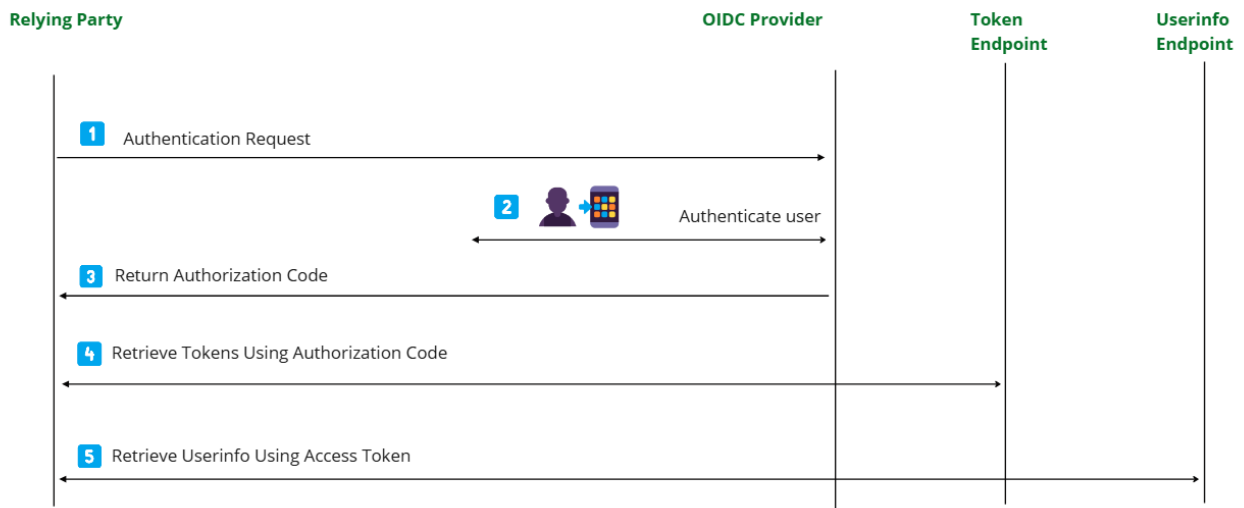 Relying Party
OIDC Provider
Token
Endpoint
Userinfo
Endpoint
1
Authentication Request
2
Authenticate user
3
Return Authorization Code
4
Retrieve Tokens Using Authorization Code
5
Retrieve Userinfo Using Access Token